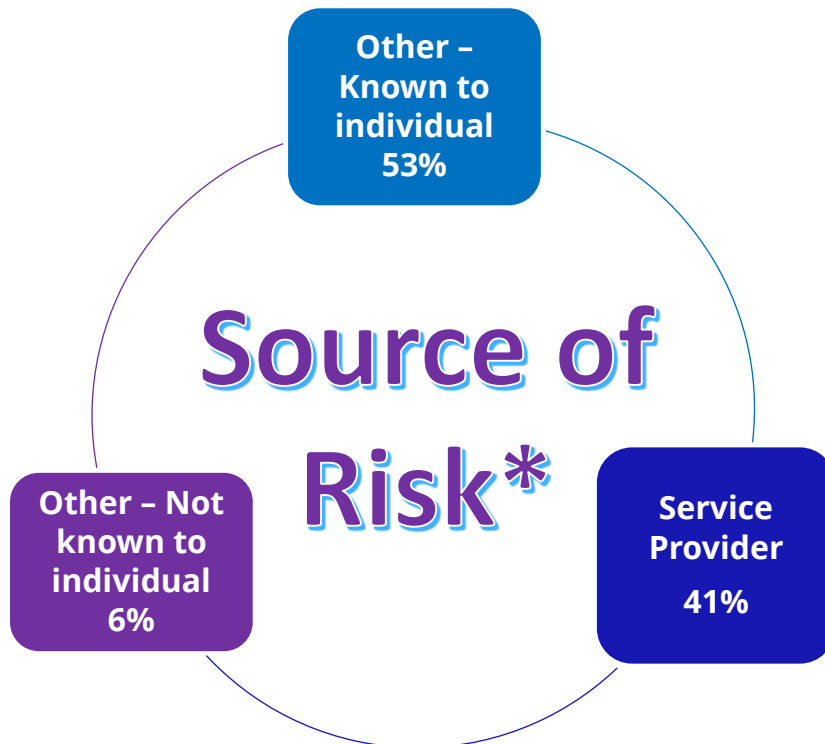 Other –
Known to
individual
53%
Source of
Risk*
Other – Not
known to
individual
6%
Service
Provider
41%